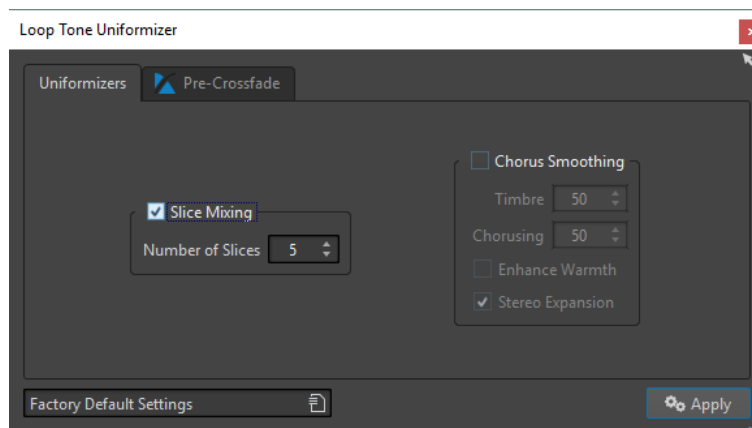 Loop Tone Uniformizer
Uniformizers
Pre-Crossfade
Slice Mixing
Number of Slices 5
Chorus Smoothing
Timbre 50
Chorusing 50
Enhance Warmth
Stereo Expansion
Factory Default Settings
Apply